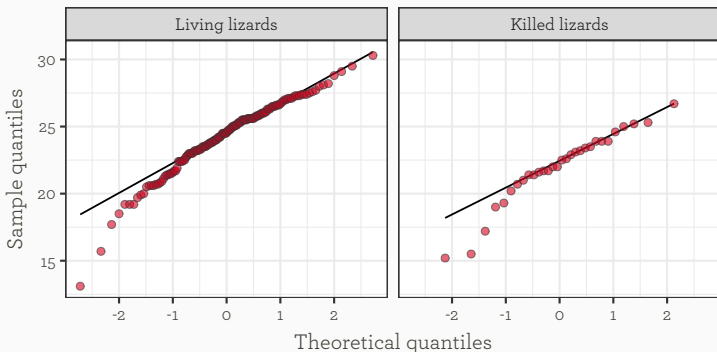 Living lizards
Killed lizards
Sample quantiles
30
25
20
15
-2 -1 0 1 2
-2 -1 0 1 2
Theoretical quantiles